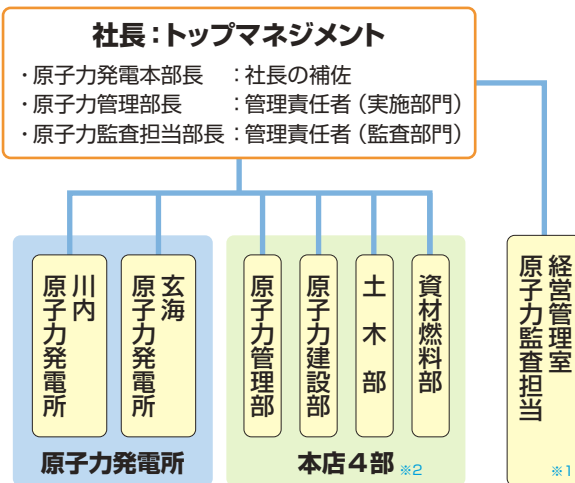 社長：トップマネジメント
・原子力発電本部長　：社長の補佐
・原子力管理部長　：管理責任者（実施部門）
・原子力監査担当部長：管理責任者（監査部門）
川内
原子力発電所
玄海
原子力発電所
原子力発電所
原子力管理部
原子力建設部
土木部
資材燃料部
本店４部 ※2
経営管理室
原子力監査担当
※1